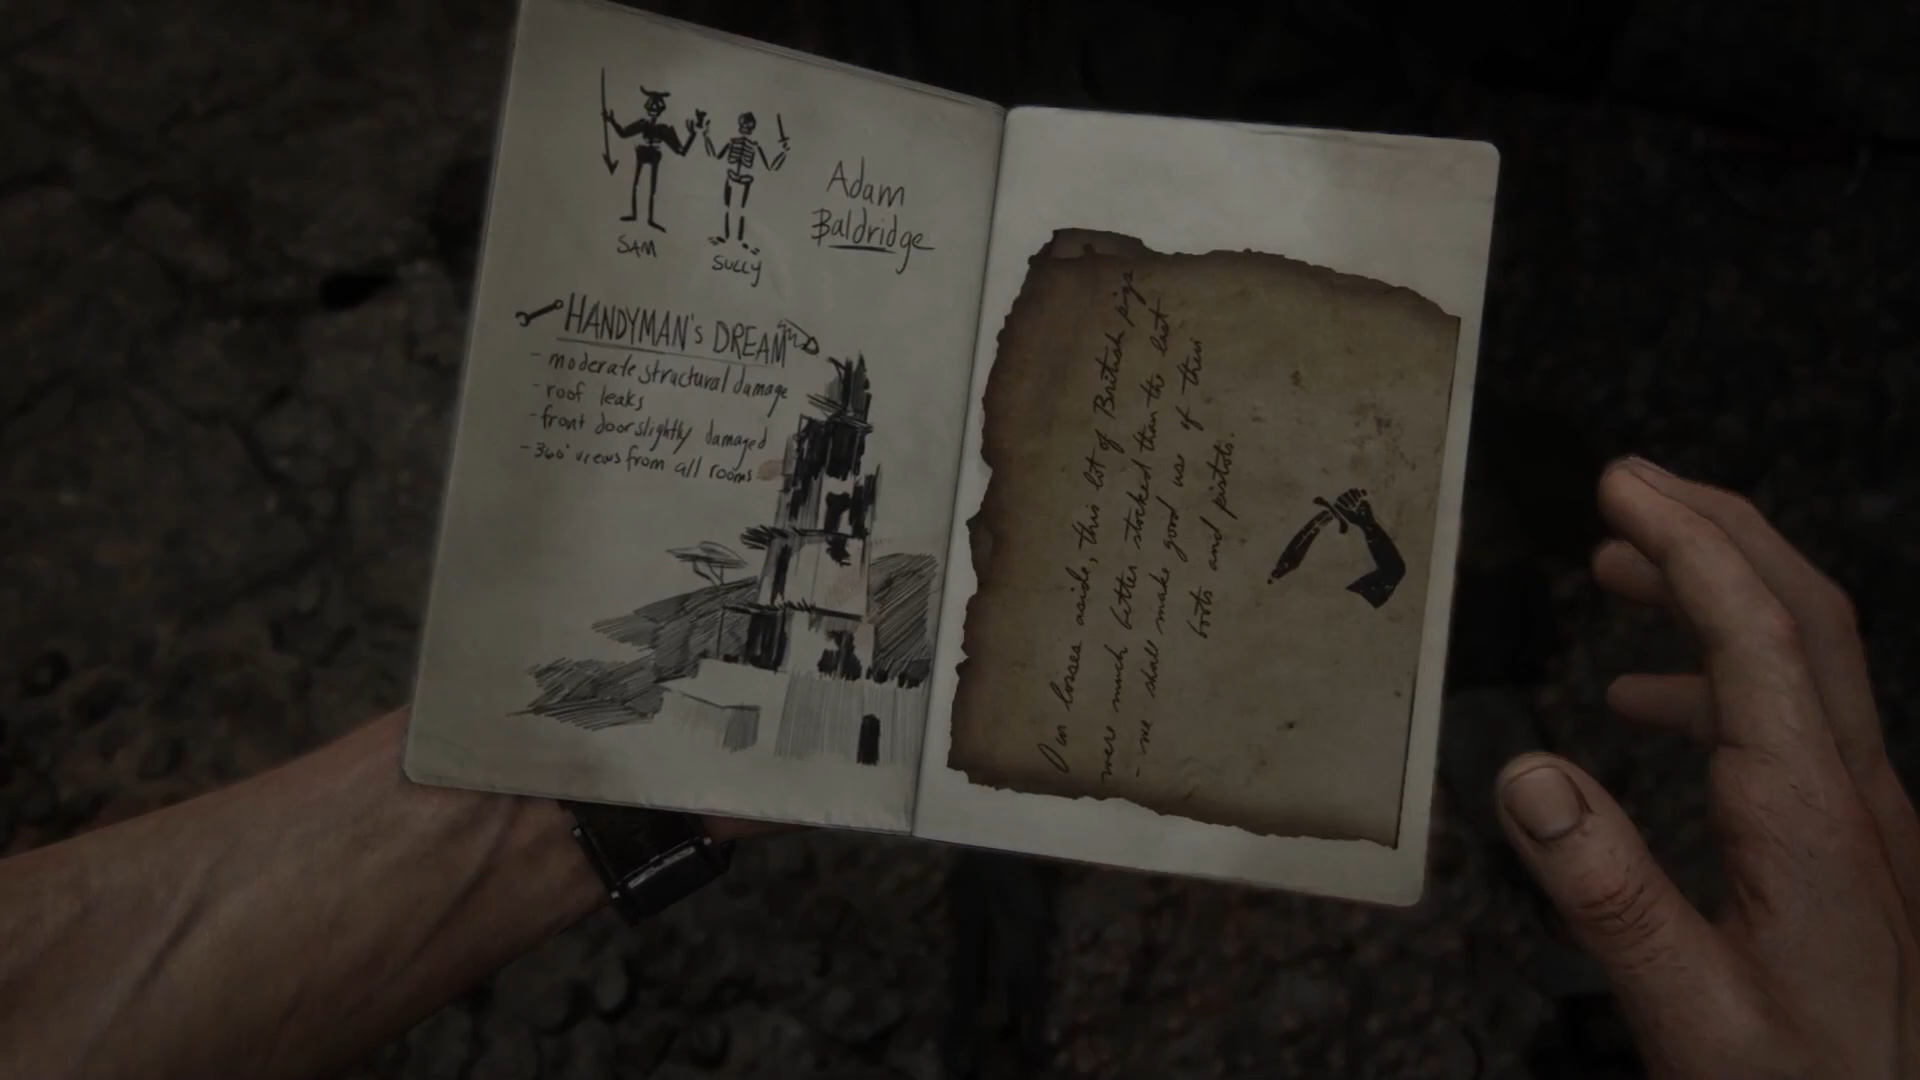 SAM
SULLY
Adam
Baldridge
HANDYMAN'S DREAM
- moderate structural damage
- roof leaks
- front door slightly damaged
- 360° views from all rooms
Our losses aside, this lot of British pigs
were much better stocked than the last
- we shall make good use of their
boots and pistols.